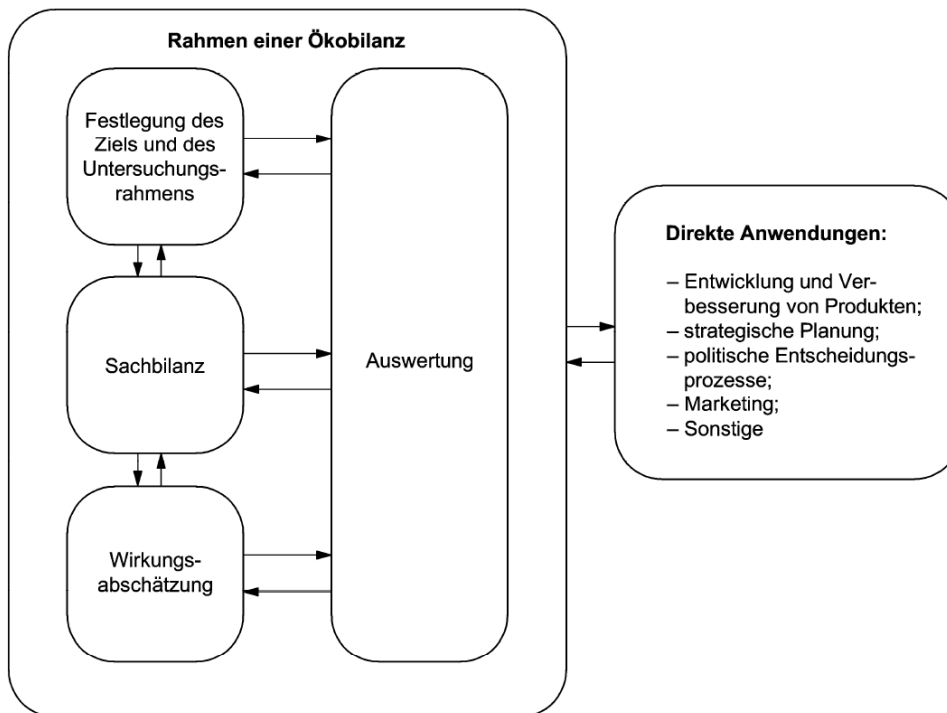 Rahmen einer Ökobilanz
Festlegung des
Ziels und des
Untersuchungs-
rahmens
Sachbilanz
Wirkungs-
abschätzung
Auswertung
Direkte Anwendungen:
– Entwicklung und Ver-
besserung von Produkten;
– strategische Planung;
– politische Entscheidungs-
prozesse;
– Marketing;
– Sonstige